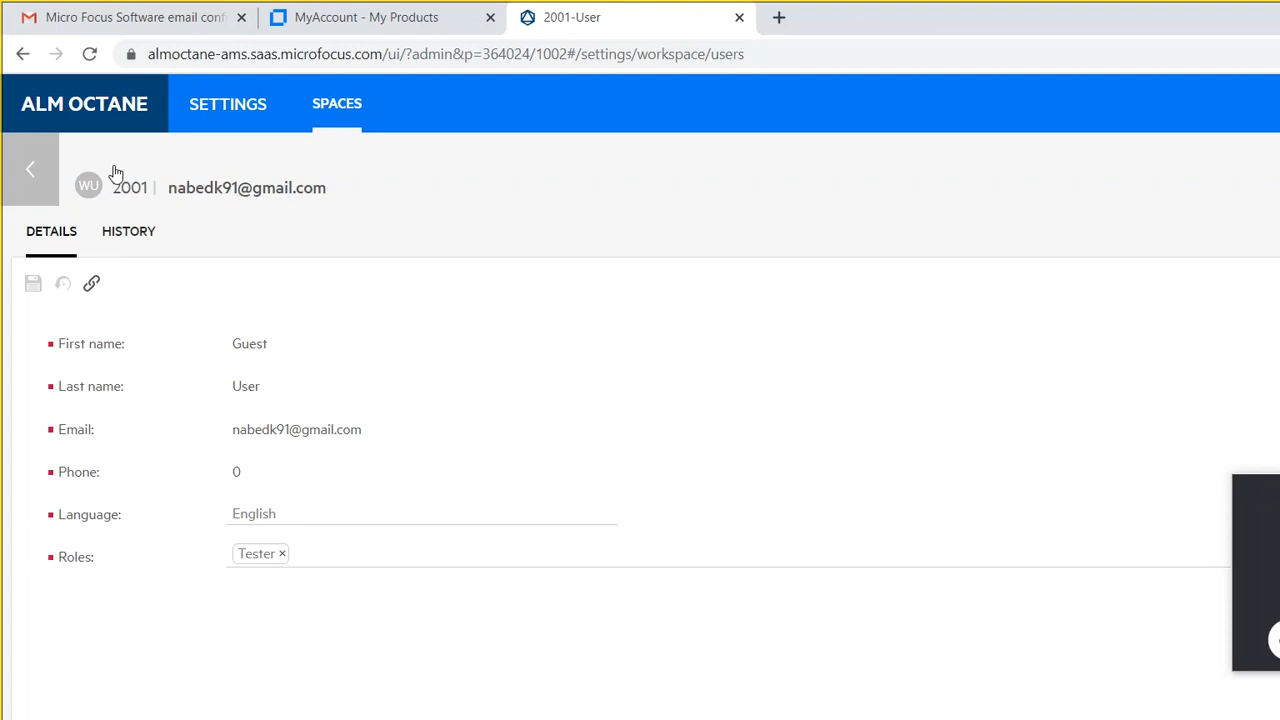 Micro Focus Software email conf
MyAccount - My Products
2001-User
almoctane-ams.saas.microfocus.com/ui/?admin&p=364024/1002#/settings/workspace/users
ALM OCTANE
SETTINGS
SPACES
WU
2001 | nabedk91@gmail.com
DETAILS
HISTORY
First name: Guest
Last name: User
Email: nabedk91@gmail.com
Phone: 0
Language: English
Roles: Tester ×